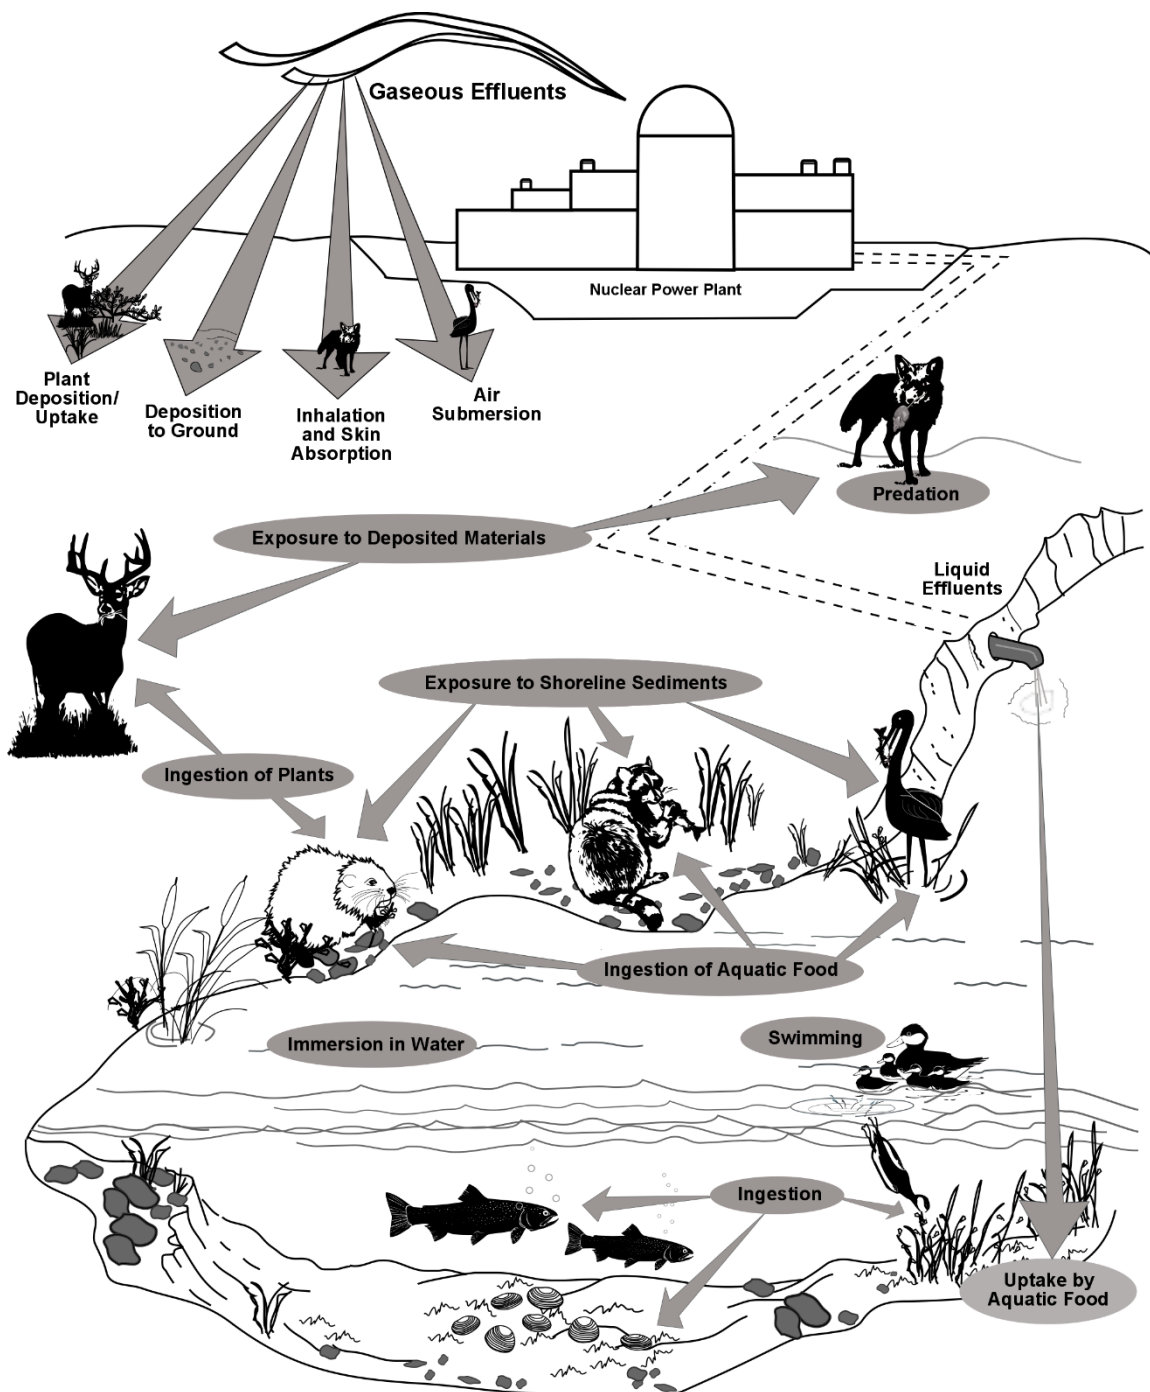 Gaseous Effluents
Nuclear Power Plant
Plant
Deposition/
Uptake
Deposition
to Ground
Inhalation
and Skin
Absorption
Air
Submersion
Predation
Exposure to Deposited Materials
Liquid
Effluents
Exposure to Shoreline Sediments
Ingestion of Plants
Ingestion of Aquatic Food
Immersion in Water
Swimming
Ingestion
Uptake by
Aquatic Food